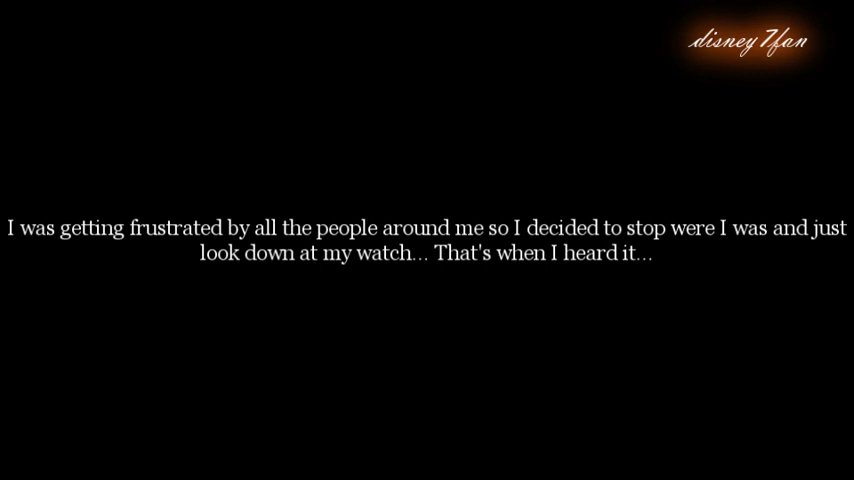 disney7fan
I was getting frustrated by all the people around me so I decided to stop were I was and just
look down at my watch... That's when I heard it...